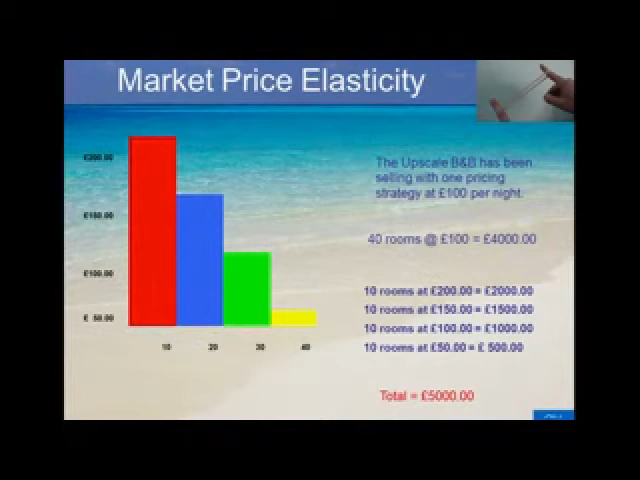 Market Price Elasticity
The Upscale B&B has been
selling with one pricing
strategy at £100 per night.
40 rooms @ £100 = £4000.00
10 rooms at £200.00 = £2000.00
10 rooms at £150.00 = £1500.00
10 rooms at £100.00 = £1000.00
10 rooms at £50.00 = £ 500.00
Total = £5000.00
£200.00
£150.00
£100.00
£ 50.00
10 20 30 40